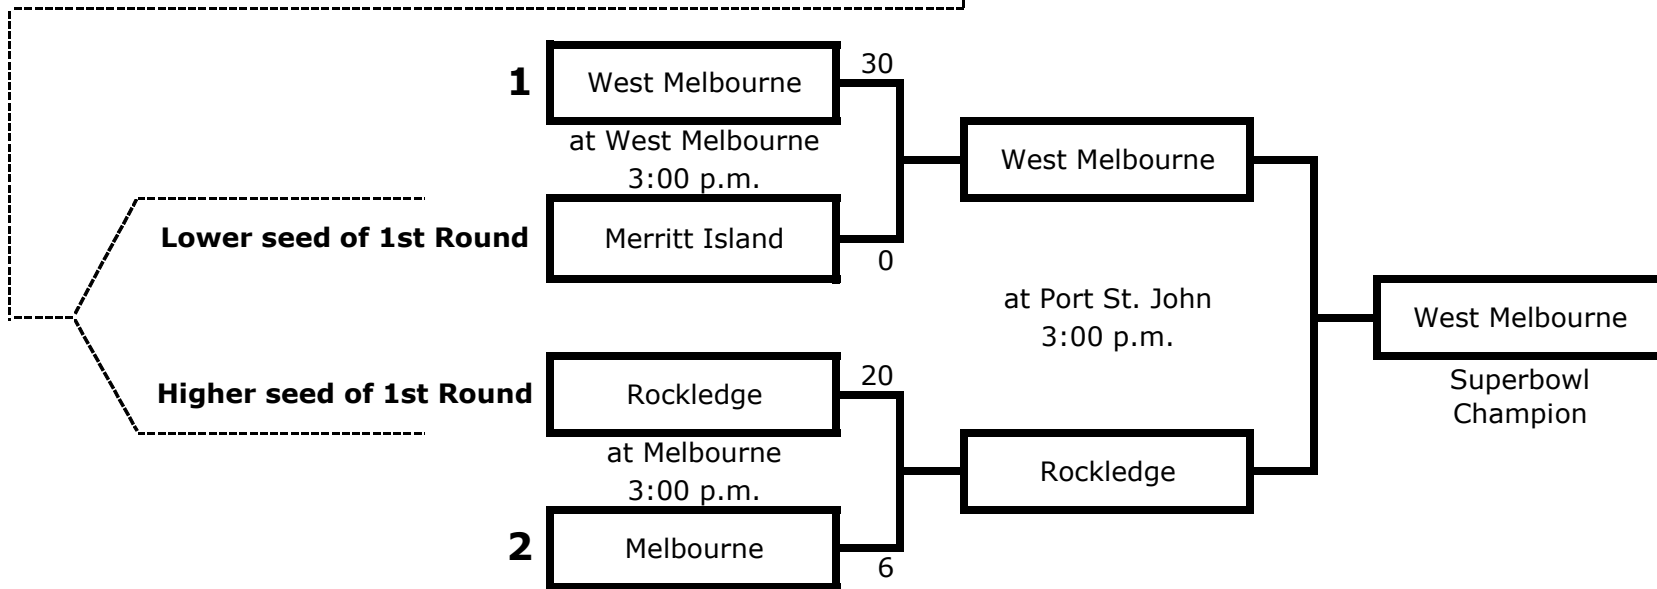 30
1 West Melbourne
at West Melbourne
3:00 p.m.
West Melbourne
Lower seed of 1st Round Merritt Island
0
at Port St. John
3:00 p.m.
West Melbourne
Superbowl
Champion
20
Higher seed of 1st Round Rockledge
at Melbourne
3:00 p.m.
Rockledge
2 Melbourne
6